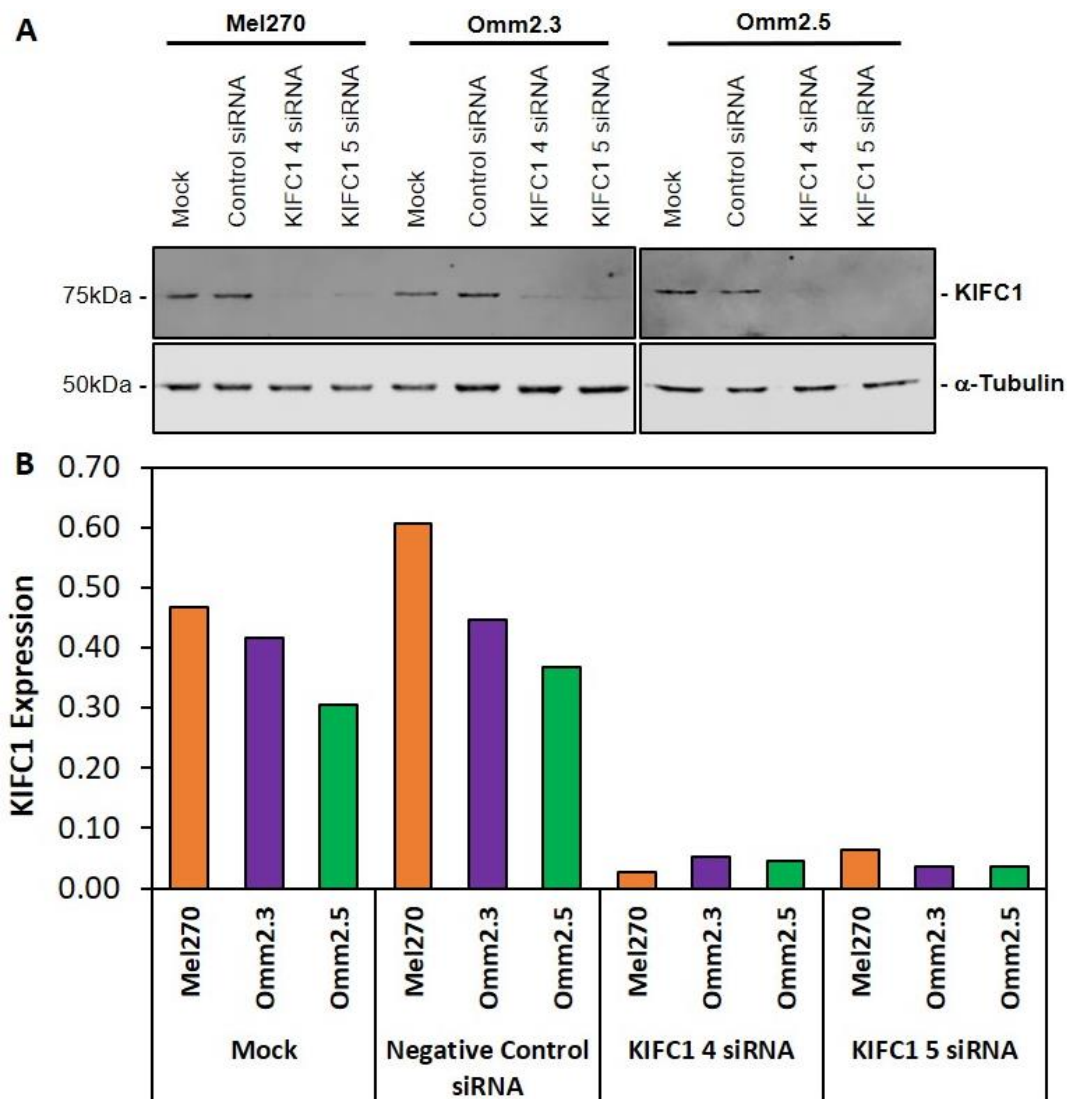 A
Mel270 Omm2.3 Omm2.5
Mock Control siRNA KIFC1 4 siRNA KIFC1 5 siRNA Mock Control siRNA KIFC1 4 siRNA KIFC1 5 siRNA Mock Control siRNA KIFC1 4 siRNA KIFC1 5 siRNA
75kDa - - KIFC1
50kDa - - α-Tubulin
B
KIFC1 Expression
0.70
0.60
0.50
0.40
0.30
0.20
0.10
0.00
Mel270 Omm2.3 Omm2.5 Mel270 Omm2.3 Omm2.5 Mel270 Omm2.3 Omm2.5 Mel270 Omm2.3 Omm2.5
Mock Negative Control KIFC1 4 siRNA KIFC1 5 siRNA
siRNA